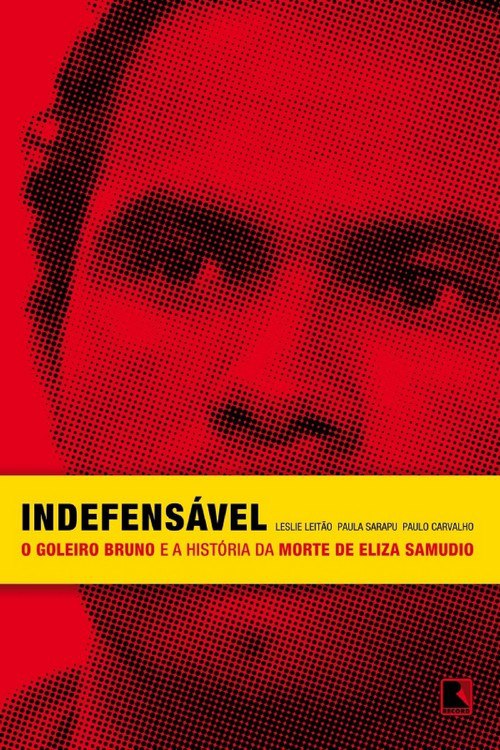 INDEFENSÁVEL LESLIE LEITÃO PAULA SARAPU PAULO CARVALHO
O GOLEIRO BRUNO E A HISTÓRIA DA MORTE DE ELIZA SAMUDIO
RECORD